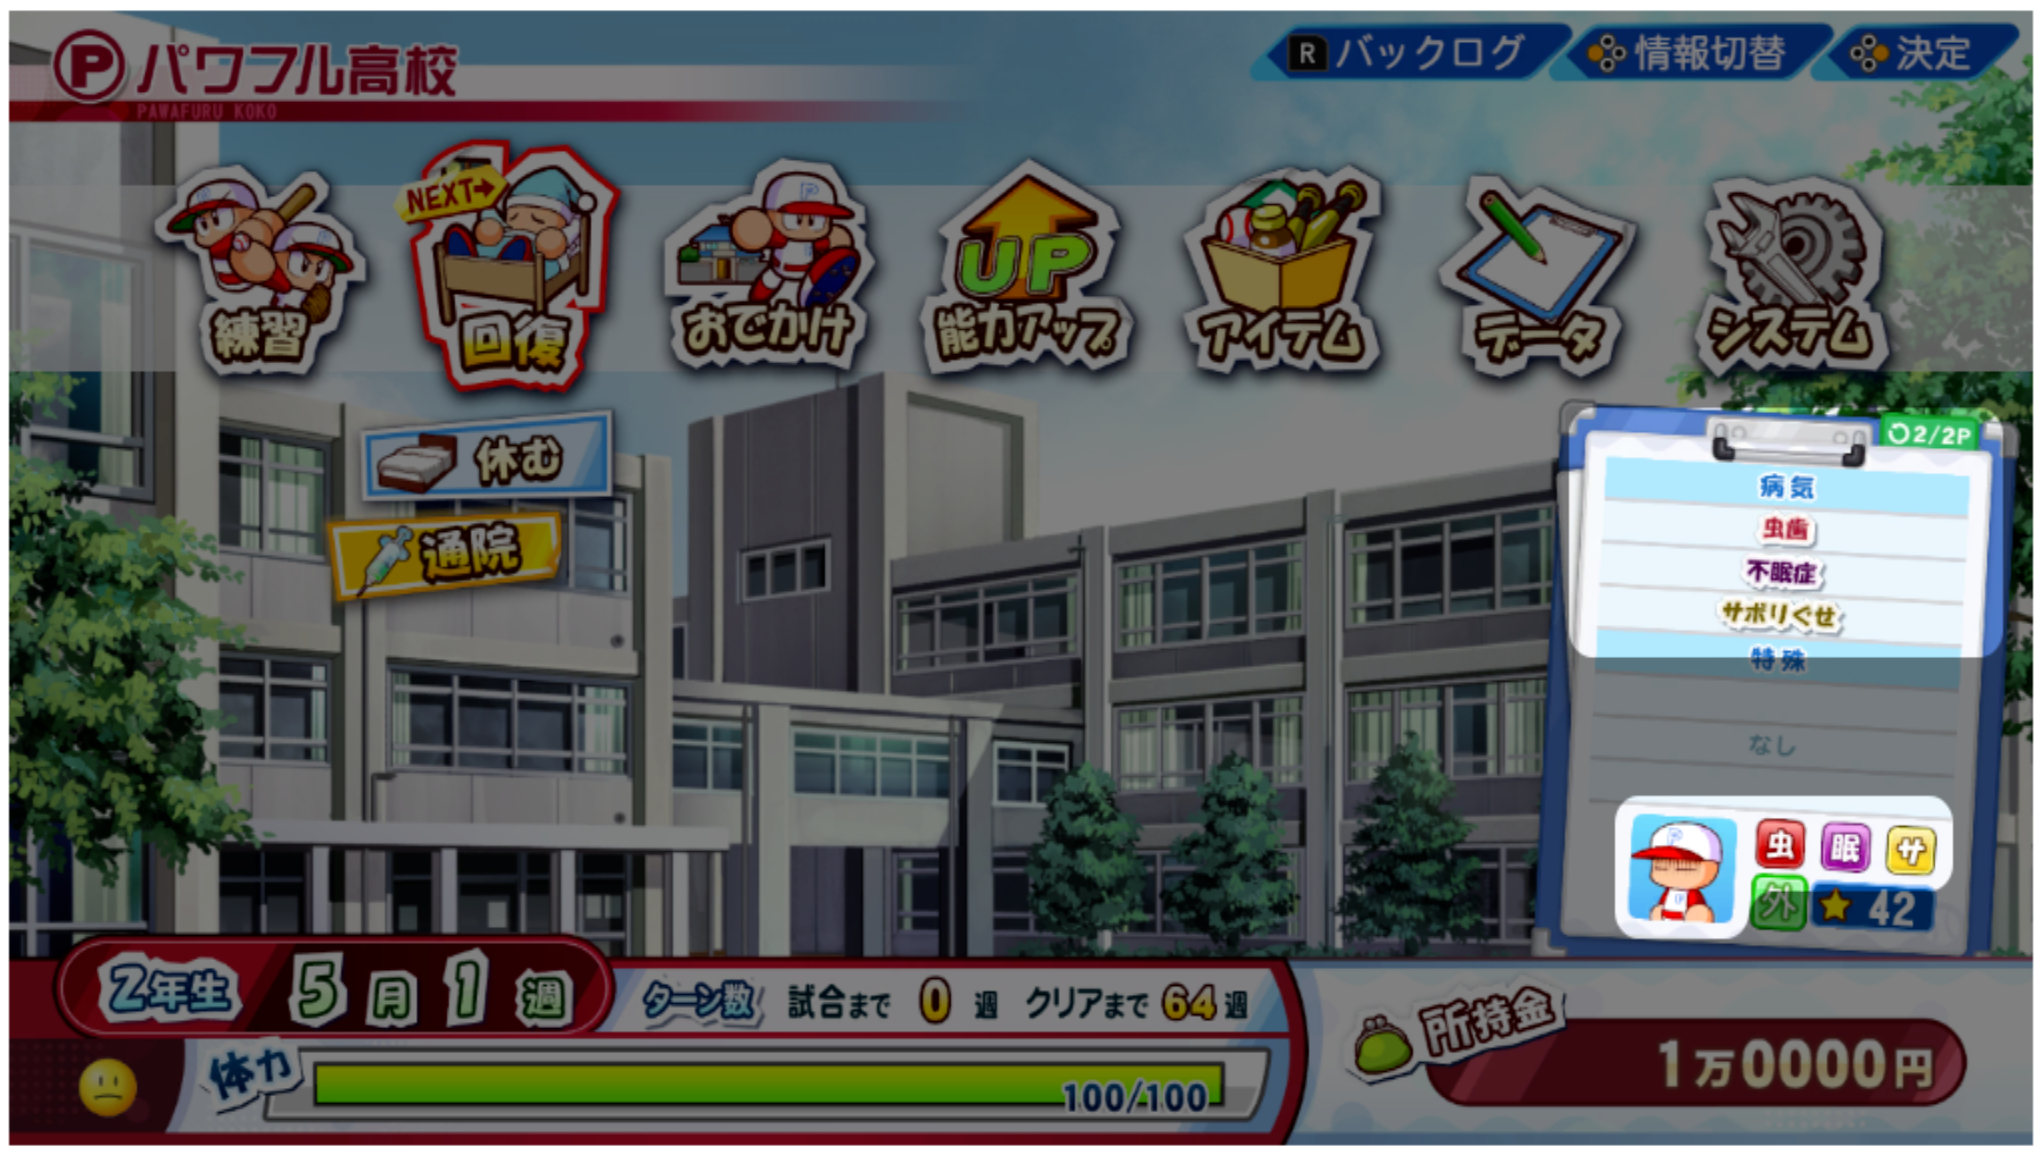 パワフル高校
PAWAFURU KOKO
R バックログ 情報切替 決定
NEXT
練習 回復 おでかけ 能力アップ アイテム データ システム
休む
通院
2/2P
病気
虫歯
不眠症
サボりぐせ
特殊
なし
虫 眠 サ
外 42
2年生 5月1週 ターン数 試合まで 0 週 クリアまで 64 週
体力 100/100
所持金
1万0000円